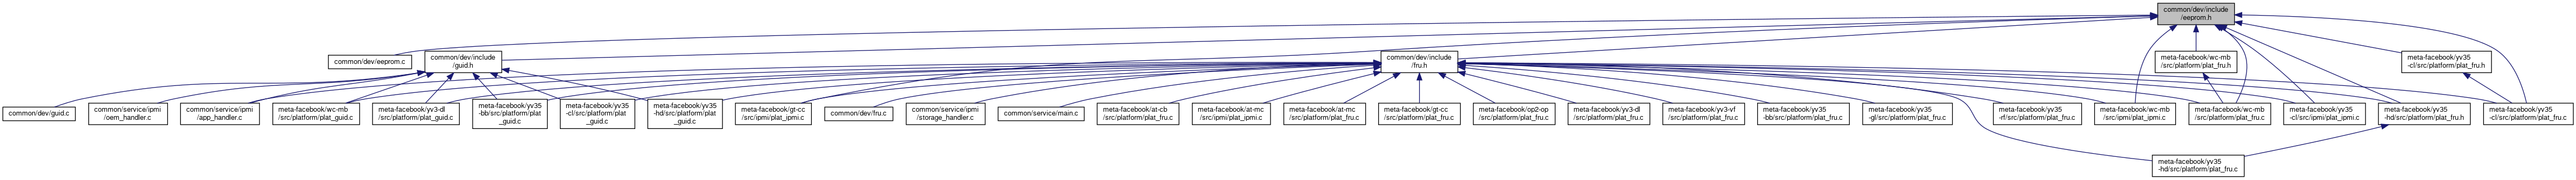 common/dev/include
/eeprom.h
common/dev/eeprom.c
common/dev/include
/guid.h
common/dev/include
/fru.h
meta-facebook/wc-mb
/src/platform/plat_fru.h
meta-facebook/yv35
-cl/src/platform/plat_fru.h
common/dev/guid.c
common/service/ipmi
/oem_handler.c
common/service/ipmi
/app_handler.c
meta-facebook/wc-mb
/src/platform/plat_guid.c
meta-facebook/yv3-dl
/src/platform/plat_guid.c
meta-facebook/yv35
-bb/src/platform/plat
_guid.c
meta-facebook/yv35
-cl/src/platform/plat
_guid.c
meta-facebook/yv35
-hd/src/platform/plat
_guid.c
meta-facebook/gt-cc
/src/ipmi/plat_ipmi.c
common/dev/fru.c
common/service/ipmi
/storage_handler.c
common/service/main.c
meta-facebook/at-cb
/src/platform/plat_fru.c
meta-facebook/at-mc
/src/ipmi/plat_ipmi.c
meta-facebook/at-mc
/src/platform/plat_fru.c
meta-facebook/gt-cc
/src/platform/plat_fru.c
meta-facebook/op2-op
/src/platform/plat_fru.c
meta-facebook/yv3-dl
/src/platform/plat_fru.c
meta-facebook/yv3-vf
/src/platform/plat_fru.c
meta-facebook/yv35
-bb/src/platform/plat_fru.c
meta-facebook/yv35
-gl/src/platform/plat_fru.c
meta-facebook/yv35
-rf/src/platform/plat_fru.c
meta-facebook/wc-mb
/src/ipmi/plat_ipmi.c
meta-facebook/wc-mb
/src/platform/plat_fru.c
meta-facebook/yv35
-cl/src/ipmi/plat_ipmi.c
meta-facebook/yv35
-hd/src/platform/plat_fru.h
meta-facebook/yv35
-cl/src/platform/plat_fru.c
meta-facebook/yv35
-hd/src/platform/plat_fru.c